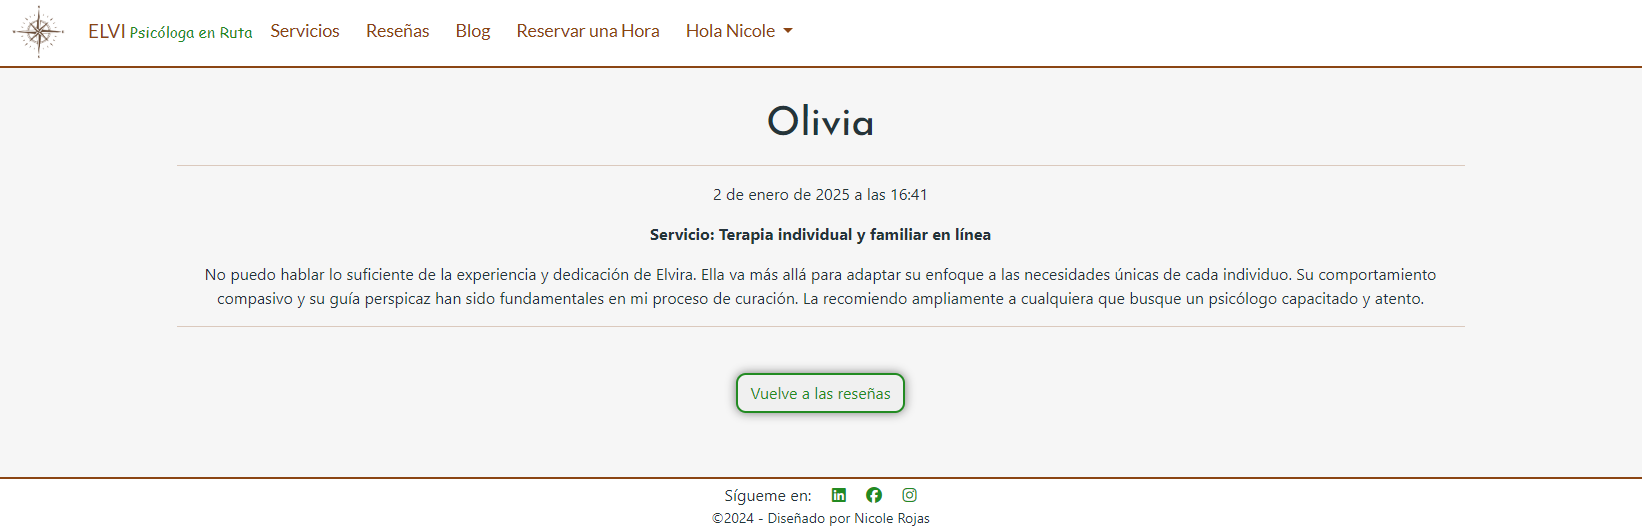 ELVI Psicóloga en Ruta Servicios Reseñas Blog Reservar una Hora Hola Nicole
Olivia
2 de enero de 2025 a las 16:41
Servicio: Terapia individual y familiar en línea
No puedo hablar lo suficiente de la experiencia y dedicación de Elvira. Ella va más allá para adaptar su enfoque a las necesidades únicas de cada individuo. Su comportamiento
compasivo y su guía perspicaz han sido fundamentales en mi proceso de curación. La recomiendo ampliamente a cualquiera que busque un psicólogo capacitado y atento.
Vuelve a las reseñas
Sígueme en:
©2024 - Diseñado por Nicole Rojas